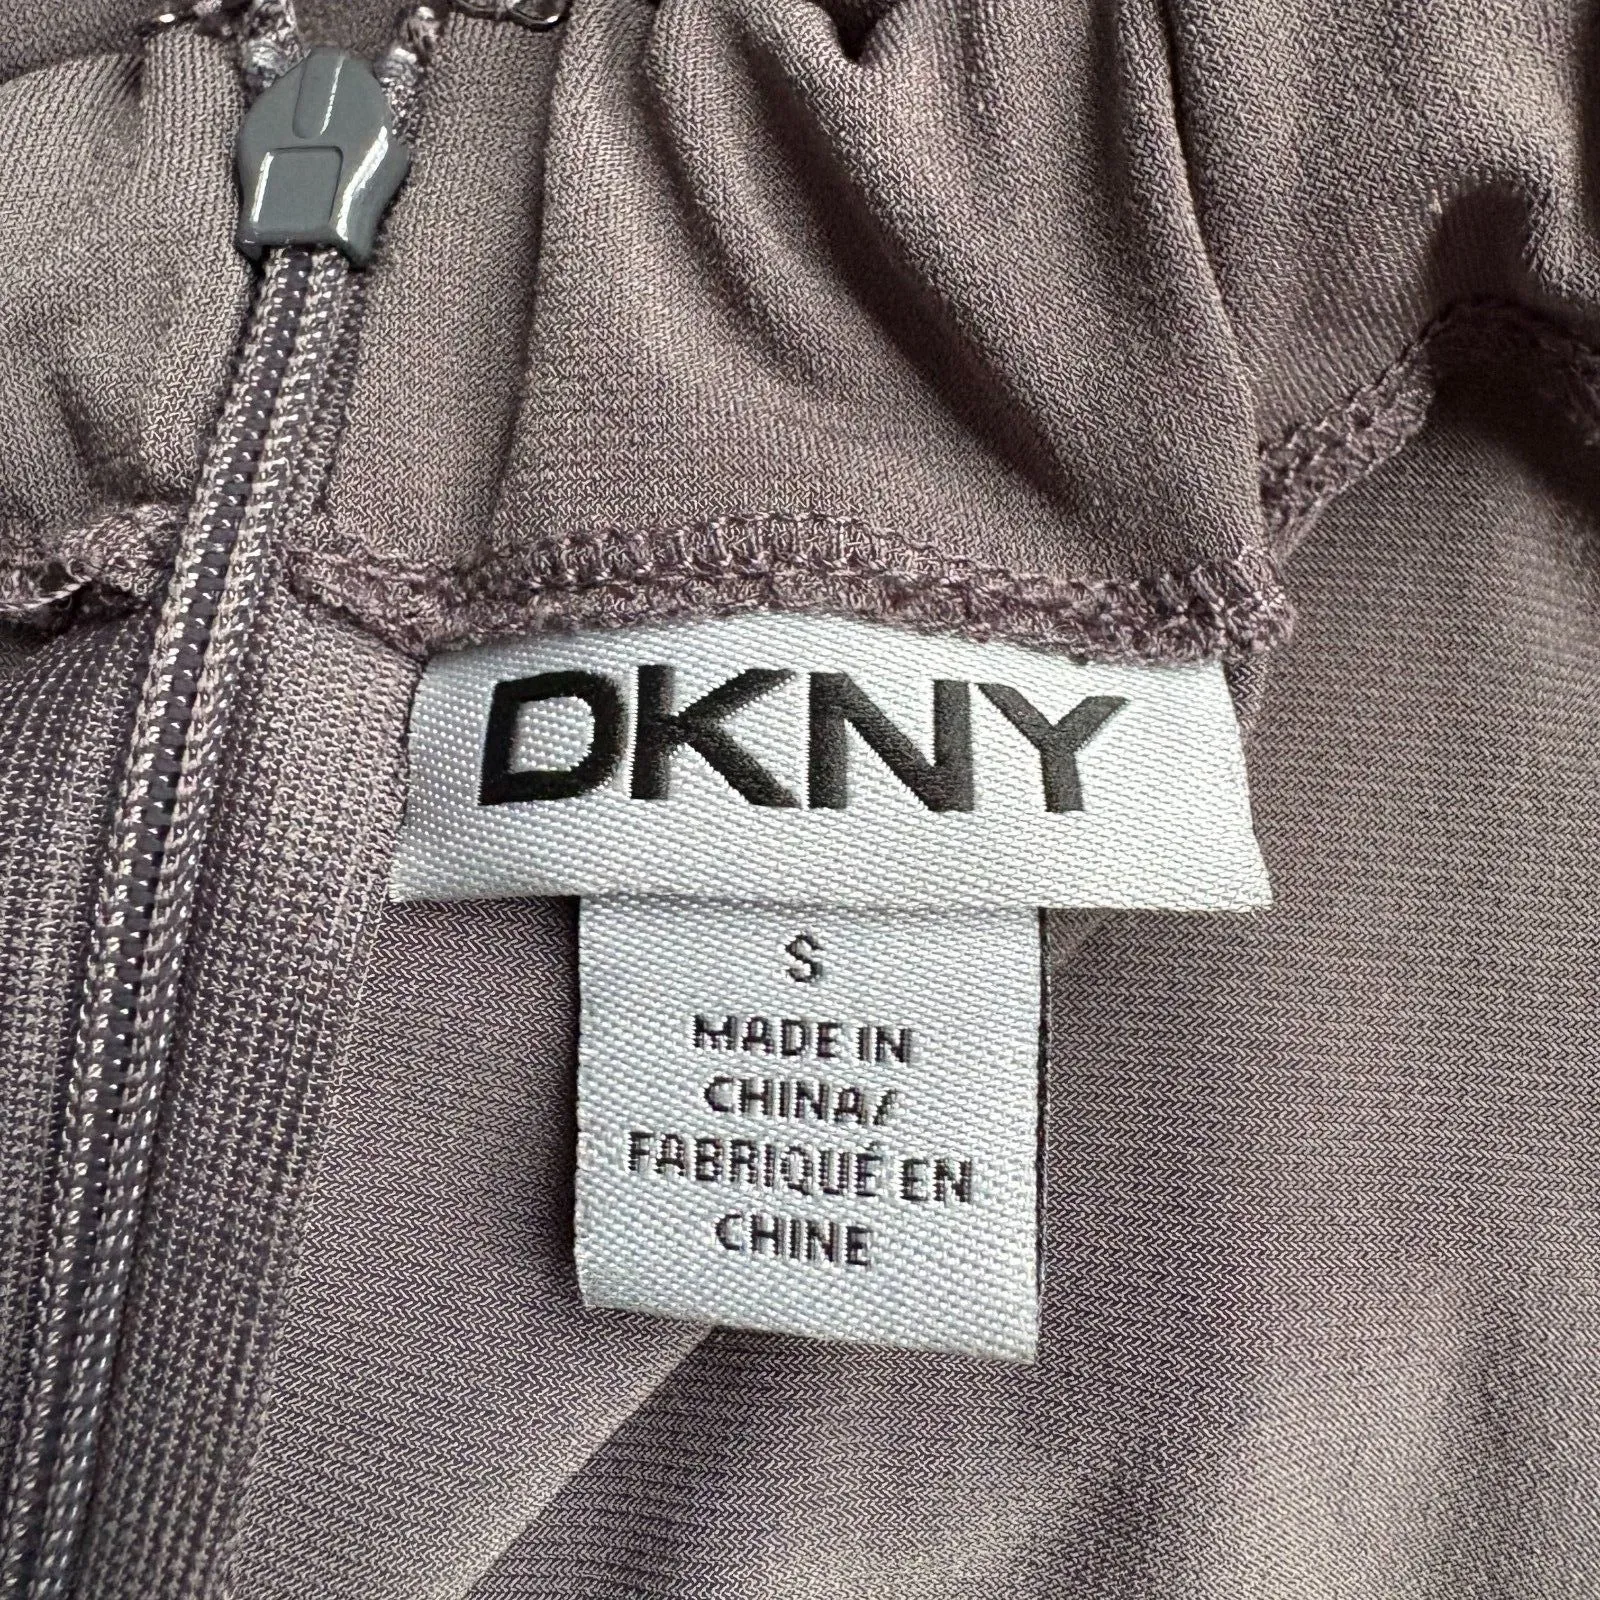 DKNY
S
MADE IN
CHINA/
FABRIQUÉ EN
CHINE